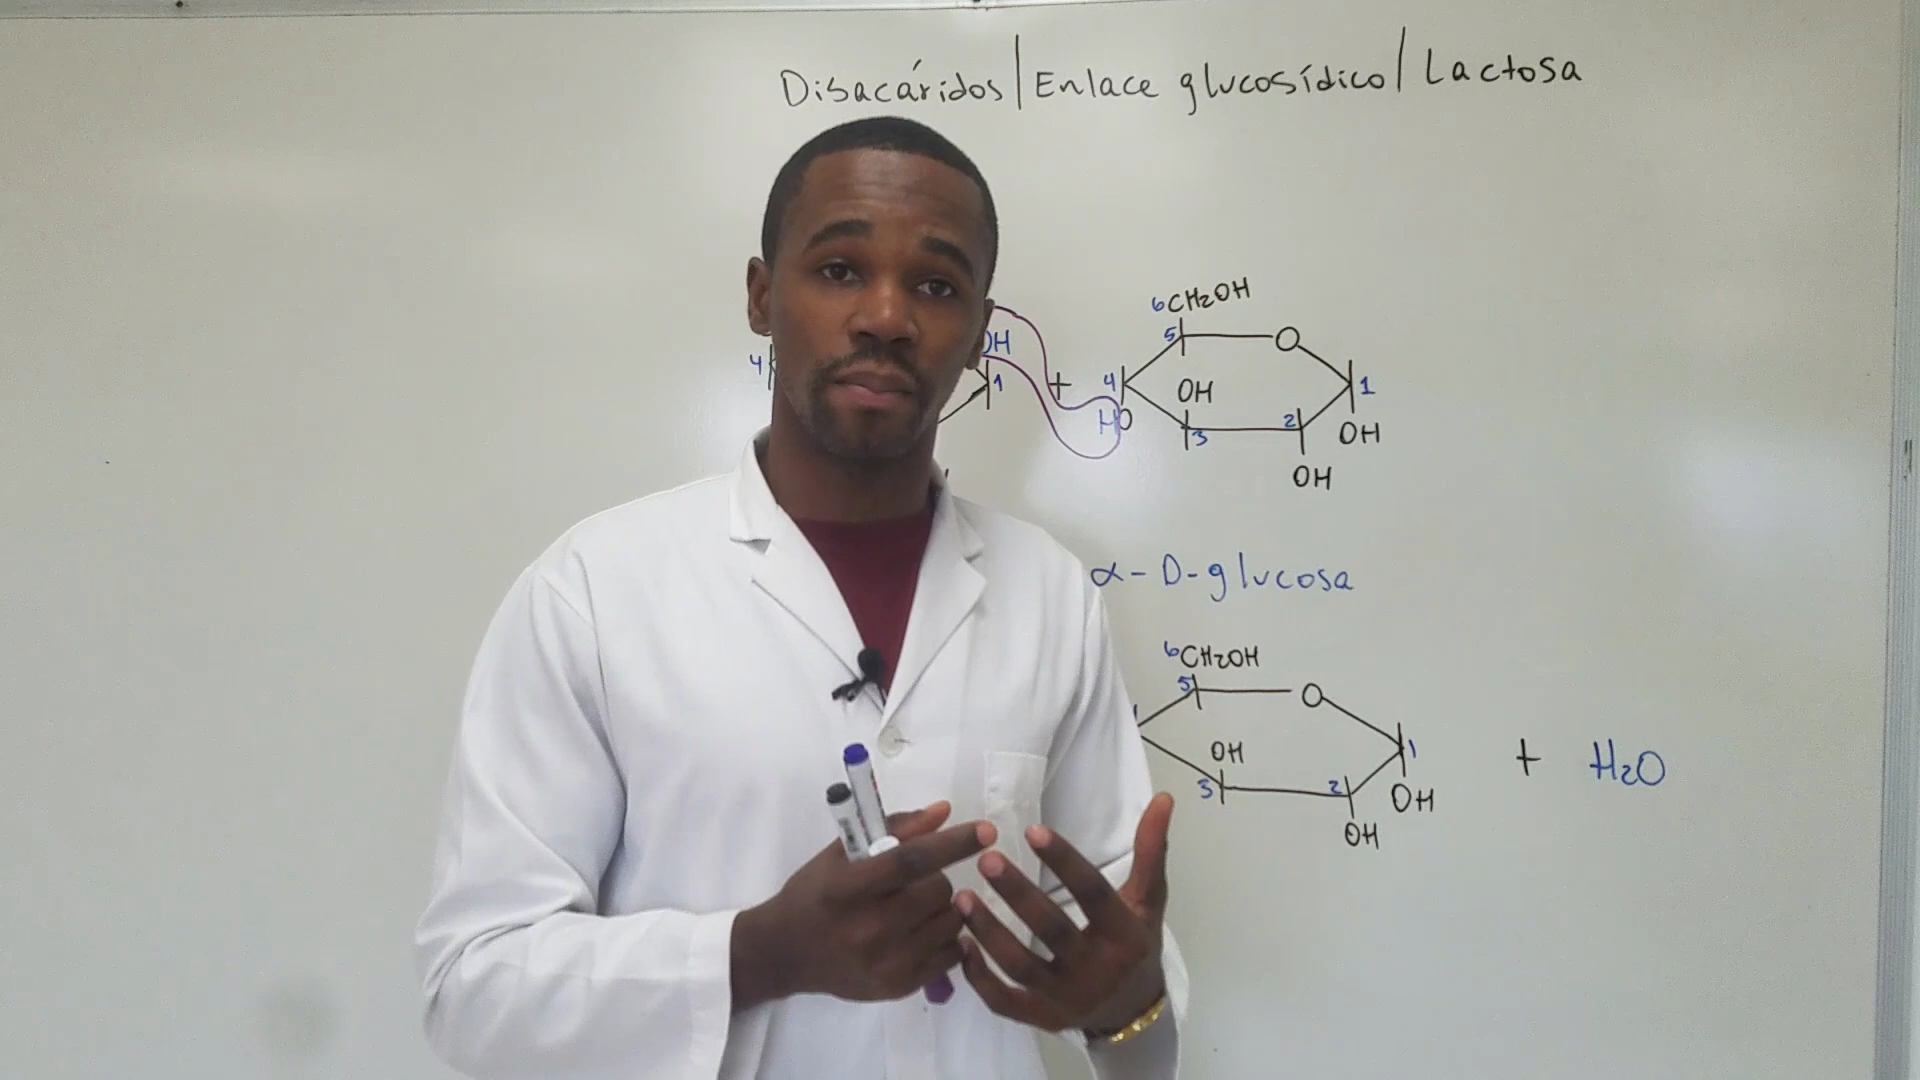 Disacáridos | Enlace glucosídico | Lactosa
6CH2OH
5 O
OH + 4 OH 1
4 1 HO 3 2 OH
OH
α-D-glucosa
6CH2OH
5 O
OH 1 + H2O
3 2 OH
OH